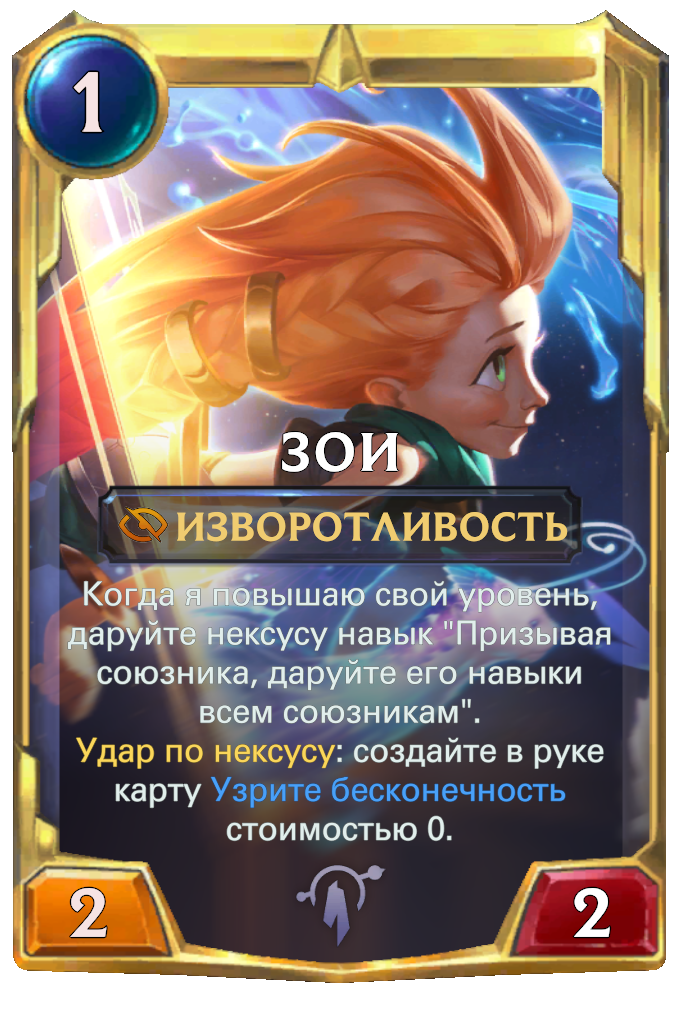 1
ЗОИ
ИЗВОРОТЛИВОСТЬ
Когда я повышаю свой уровень,
даруйте нексусу навык "Призывая
союзника, даруйте его навыки
всем союзникам".
Удар по нексусу: создайте в руке
карту Узрите бесконечность
стоимостью 0.
2 2